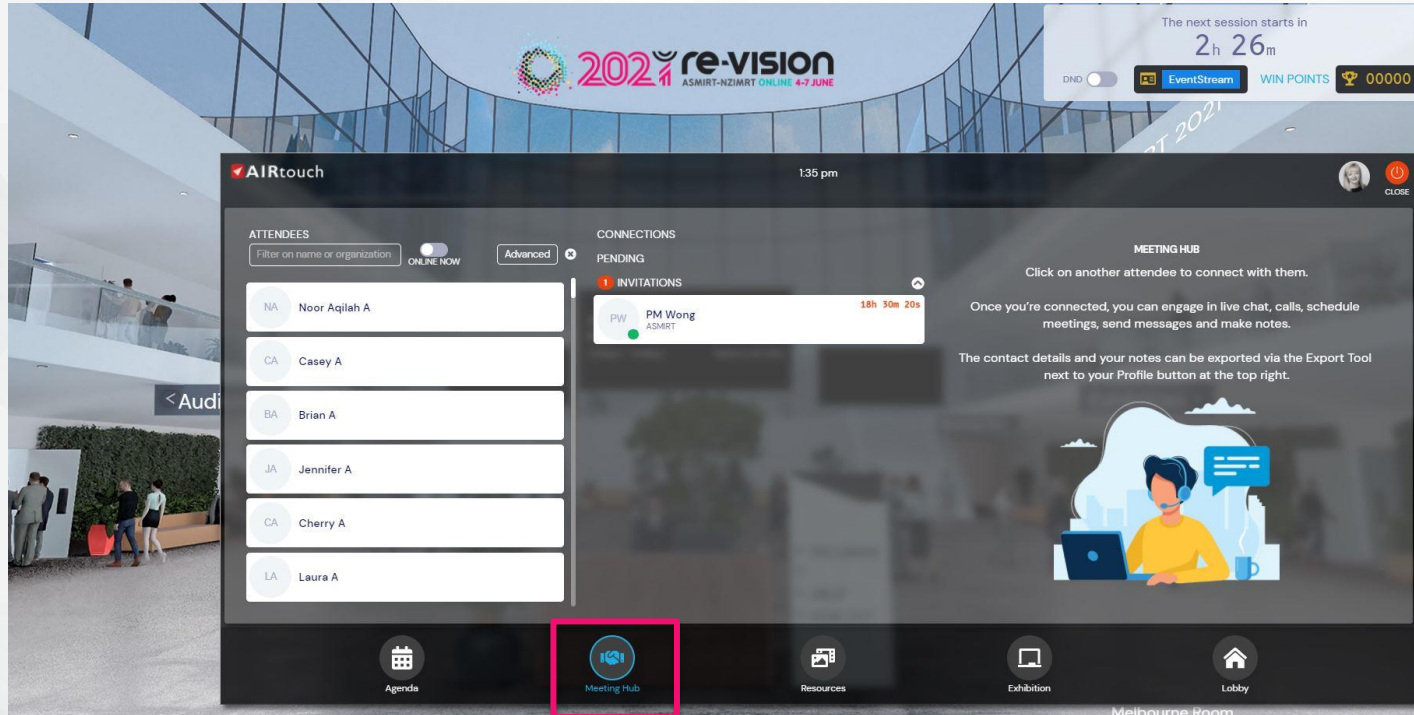 The next session starts in
2h 26m
DND
EventStream
WIN POINTS
00000
2021 re-VISION
ASMIRT-NZIMRT ONLINE 4-7 JUNE
RT 2021
AIRtouch
1:35 pm
CLOSE
ATTENDEES
Filter on name or organization
ONLINE NOW
Advanced
NA Noor Aqilah A
CA Casey A
BA Brian A
JA Jennifer A
CA Cherry A
LA Laura A
CONNECTIONS
PENDING
1 INVITATIONS
PW PM Wong
ASMIRT
18h 30m 20s
MEETING HUB
Click on another attendee to connect with them.
Once you're connected, you can engage in live chat, calls, schedule
meetings, send messages and make notes.
The contact details and your notes can be exported via the Export Tool
next to your Profile button at the top right.
<Audi
Agenda
Meeting Hub
Resources
Exhibition
Lobby
Melbourne Room